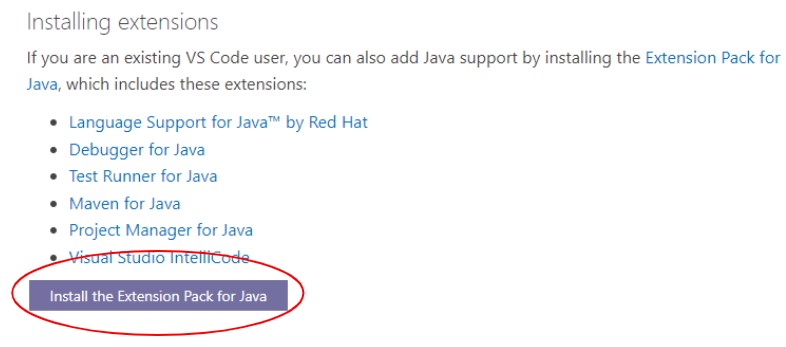 Installing extensions
If you are an existing VS Code user, you can also add Java support by installing the Extension Pack for
Java, which includes these extensions:
• Language Support for Java™ by Red Hat
• Debugger for Java
• Test Runner for Java
• Maven for Java
• Project Manager for Java
• Visual Studio IntelliCode
Install the Extension Pack for Java